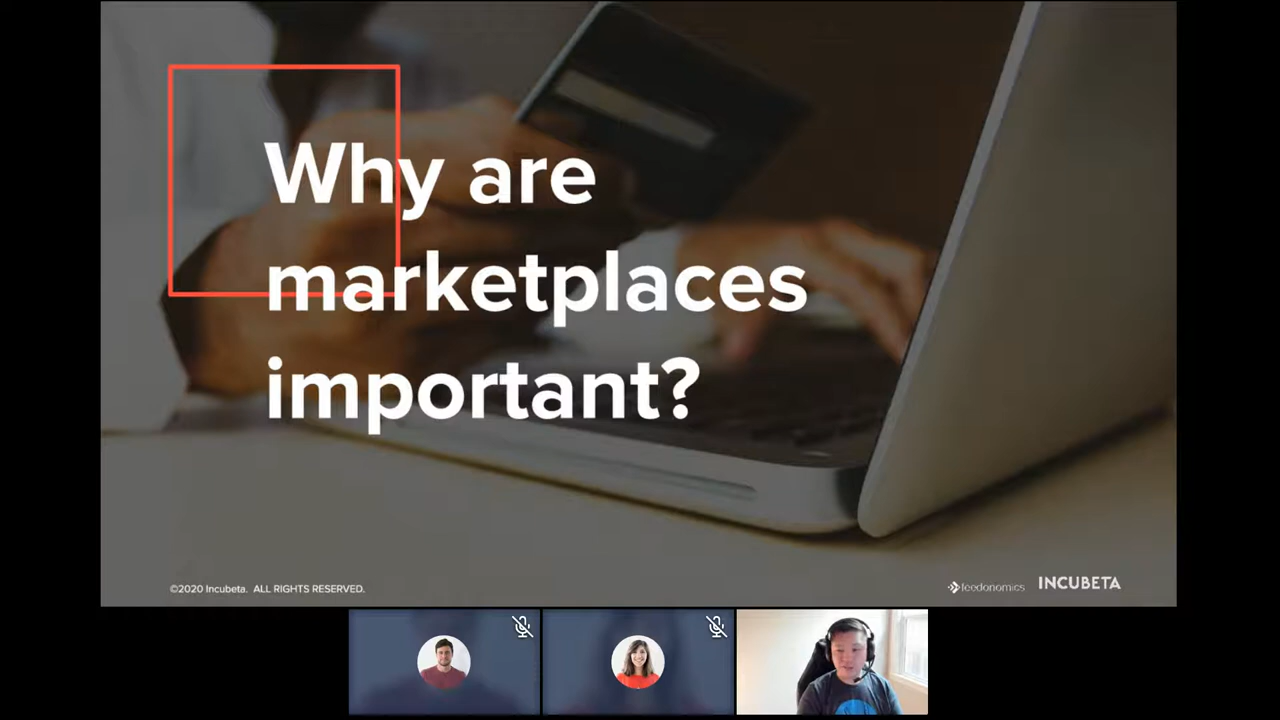 Why are
marketplaces
important?
©2020 Incubeta. ALL RIGHTS RESERVED.
feedonomics
INCUBETA